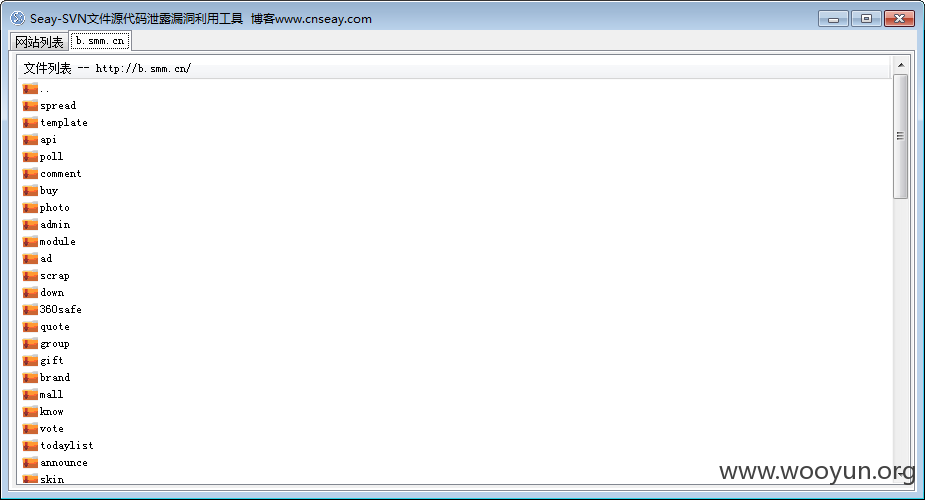 Seay-SVN文件源代码泄露漏洞利用工具 博客www.cnseay.com
网站列表 b.smm.cn
文件列表 -- http://b.smm.cn/
..
spread
template
api
poll
comment
buy
photo
admin
module
ad
scrap
down
360safe
quote
group
gift
brand
mall
know
vote
todaylist
announce
skin
www.wooyun.org